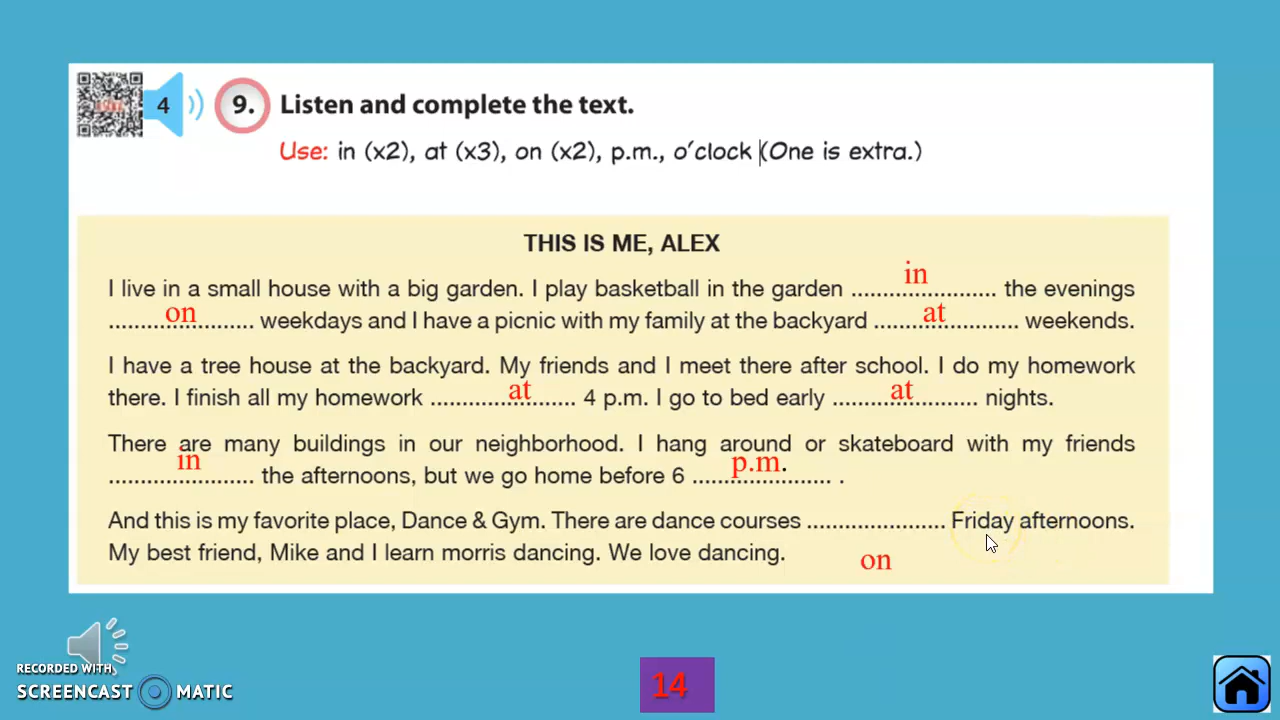 4 9. Listen and complete the text.
Use: in (x2), at (x3), on (x2), p.m., o'clock (One is extra.)
THIS IS ME, ALEX
I live in a small house with a big garden. I play basketball in the garden ........in........ the evenings
........on........ weekdays and I have a picnic with my family at the backyard ........at........ weekends.
I have a tree house at the backyard. My friends and I meet there after school. I do my homework
there. I finish all my homework ........at........ 4 p.m. I go to bed early ........at........ nights.
There are many buildings in our neighborhood. I hang around or skateboard with my friends
........in........ the afternoons, but we go home before 6 ........p.m......... .
And this is my favorite place, Dance & Gym. There are dance courses ...................... Friday afternoons.
My best friend, Mike and I learn morris dancing. We love dancing.
on
RECORDED WITH
SCREENCAST MATIC
14